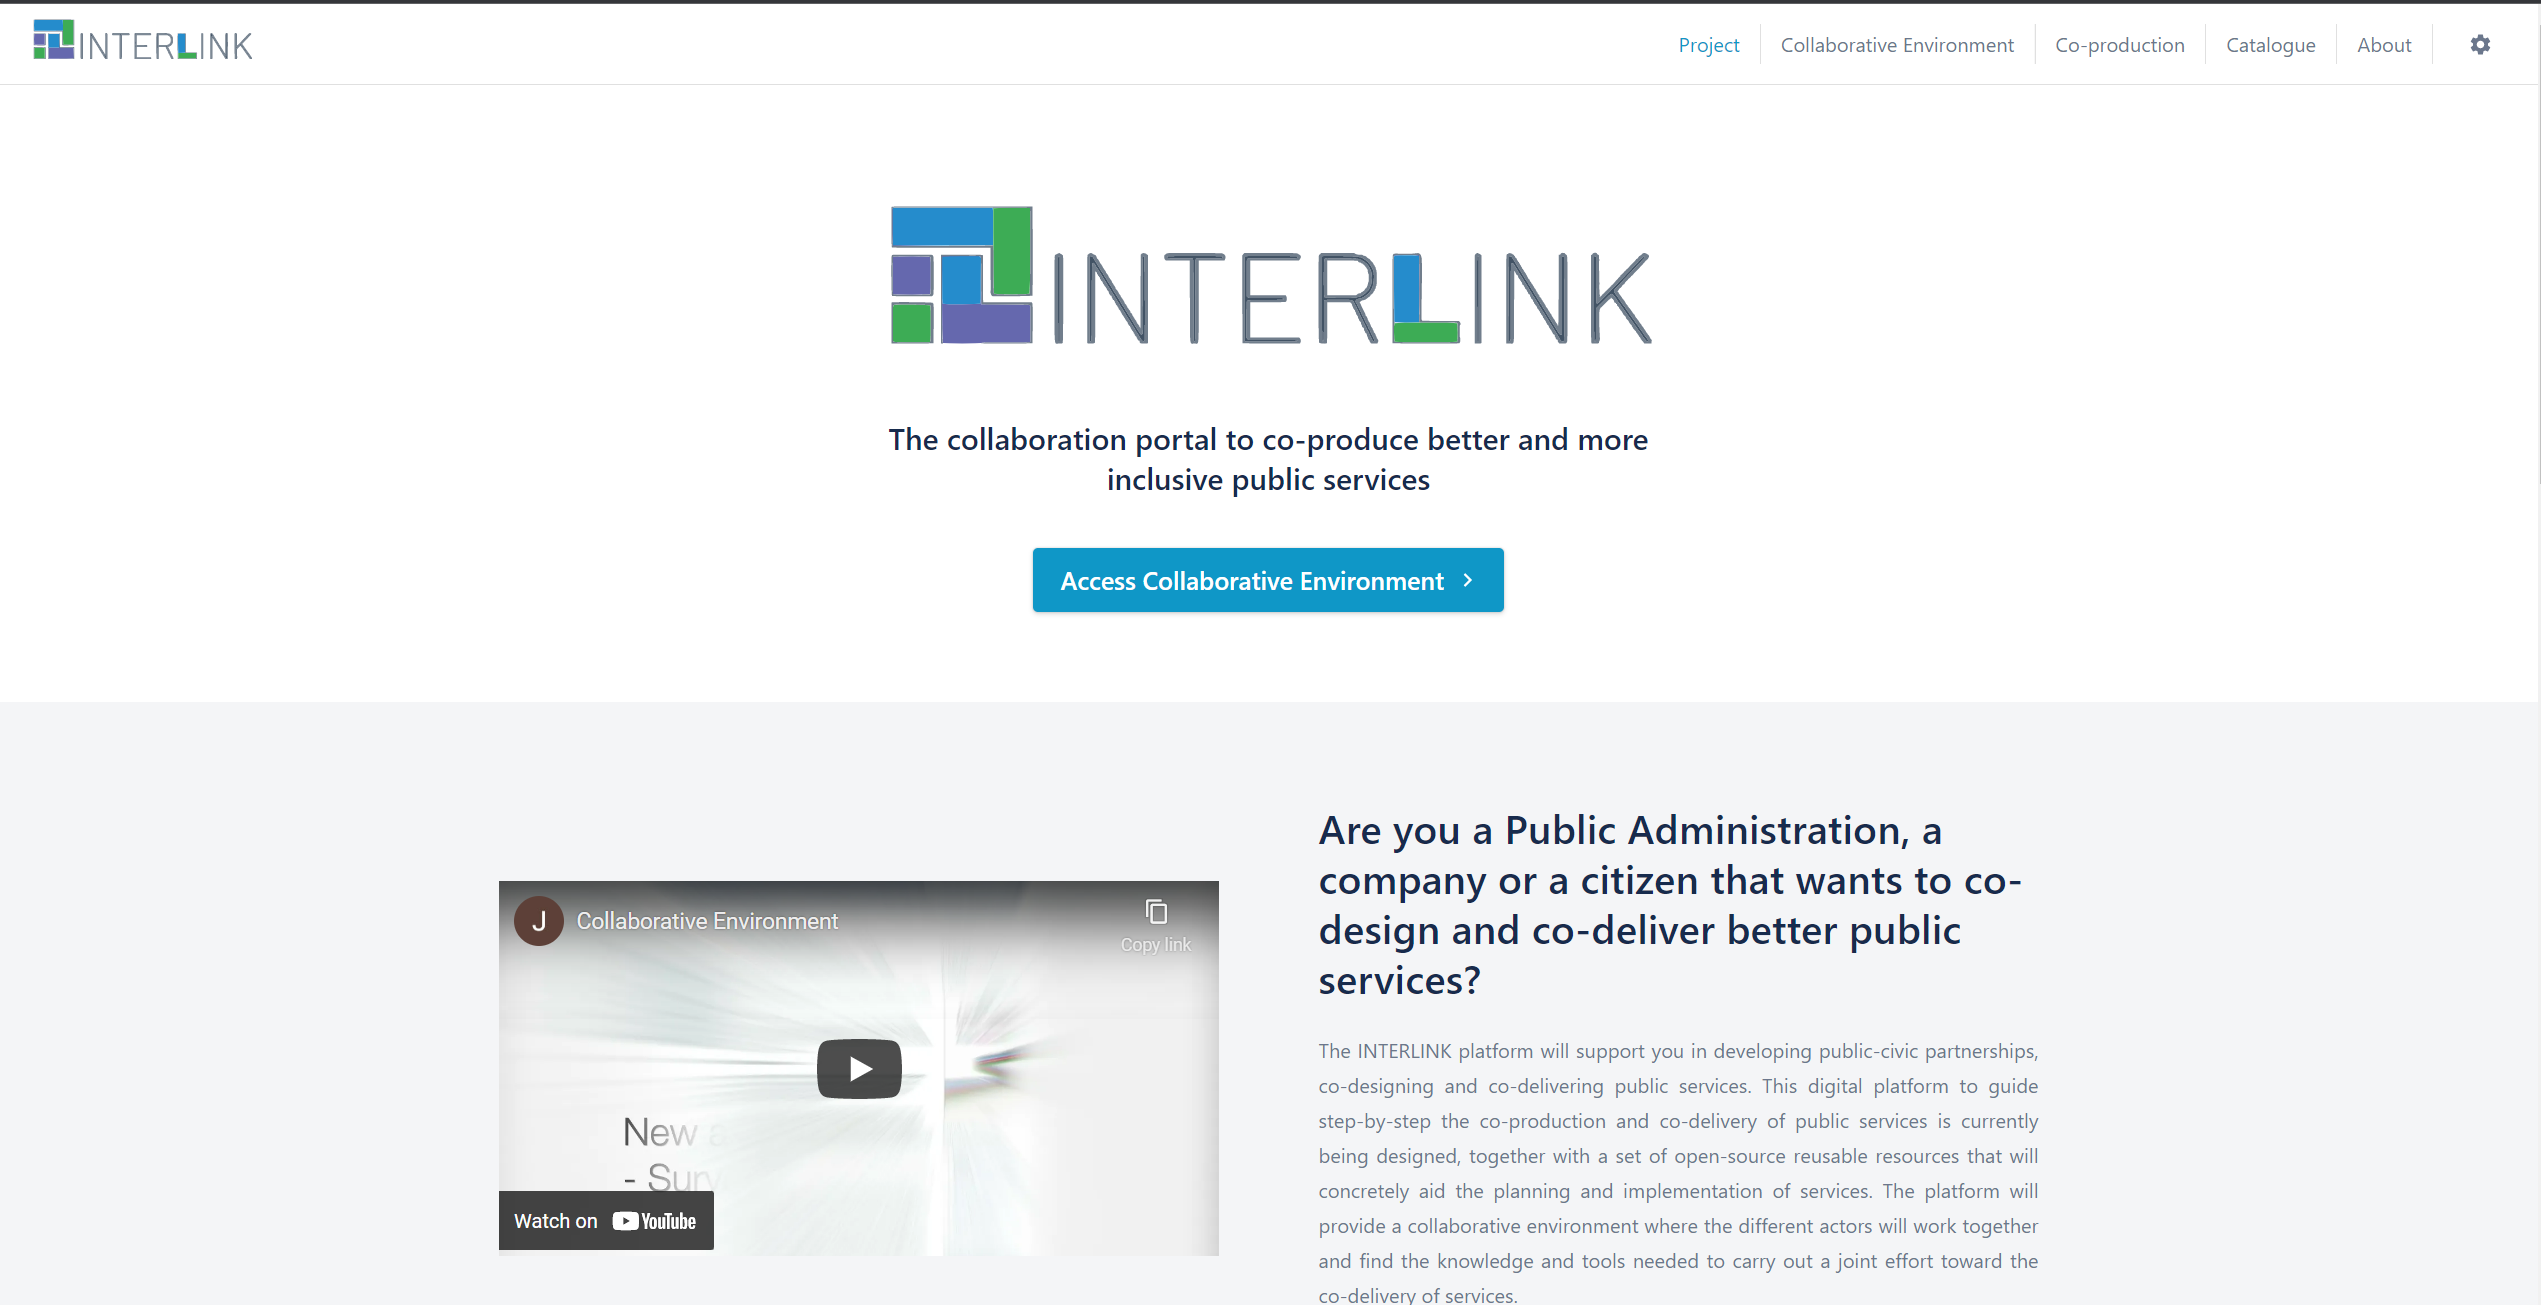 INTERLINK
Project
Collaborative Environment
Co-production
Catalogue
About
INTERLINK
The collaboration portal to co-produce better and more
inclusive public services
Access Collaborative Environment
J
Collaborative Environment
Copy link
New a
- Surv
Watch on YouTube
Are you a Public Administration, a
company or a citizen that wants to co-
design and co-deliver better public
services?
The INTERLINK platform will support you in developing public-civic partnerships,
co-designing and co-delivering public services. This digital platform to guide
step-by-step the co-production and co-delivery of public services is currently
being designed, together with a set of open-source reusable resources that will
concretely aid the planning and implementation of services. The platform will
provide a collaborative environment where the different actors will work together
and find the knowledge and tools needed to carry out a joint effort toward the
co-delivery of services.